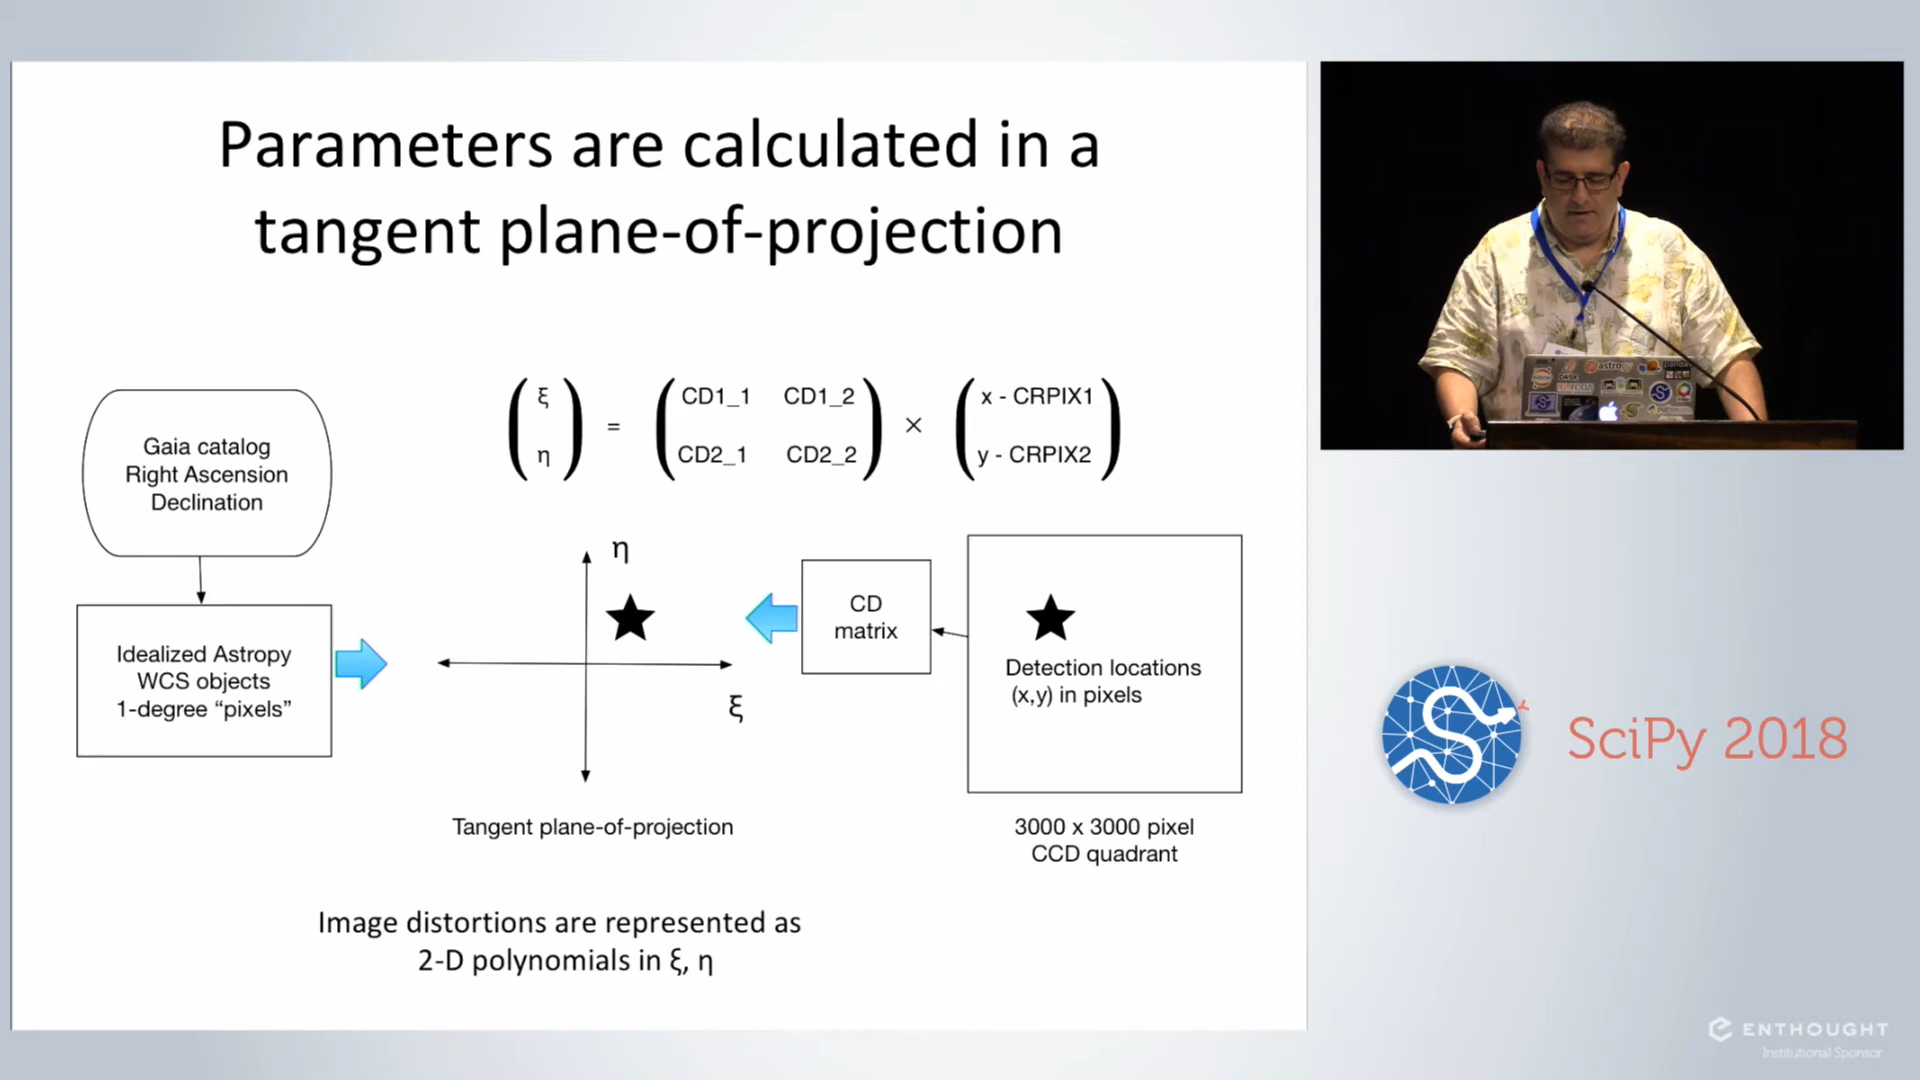 Parameters are calculated in a
tangent plane-of-projection
ξ
η
=
CD1_1 CD1_2
CD2_1 CD2_2
×
x - CRPIX1
y - CRPIX2
Gaia catalog
Right Ascension
Declination
Idealized Astropy
WCS objects
1-degree “pixels”
η
ξ
Tangent plane-of-projection
CD
matrix
Detection locations
(x,y) in pixels
3000 x 3000 pixel
CCD quadrant
Image distortions are represented as
2-D polynomials in ξ, η
astropy
DASK
SciPy 2018
ENTHOUGHT
Institutional Sponsor